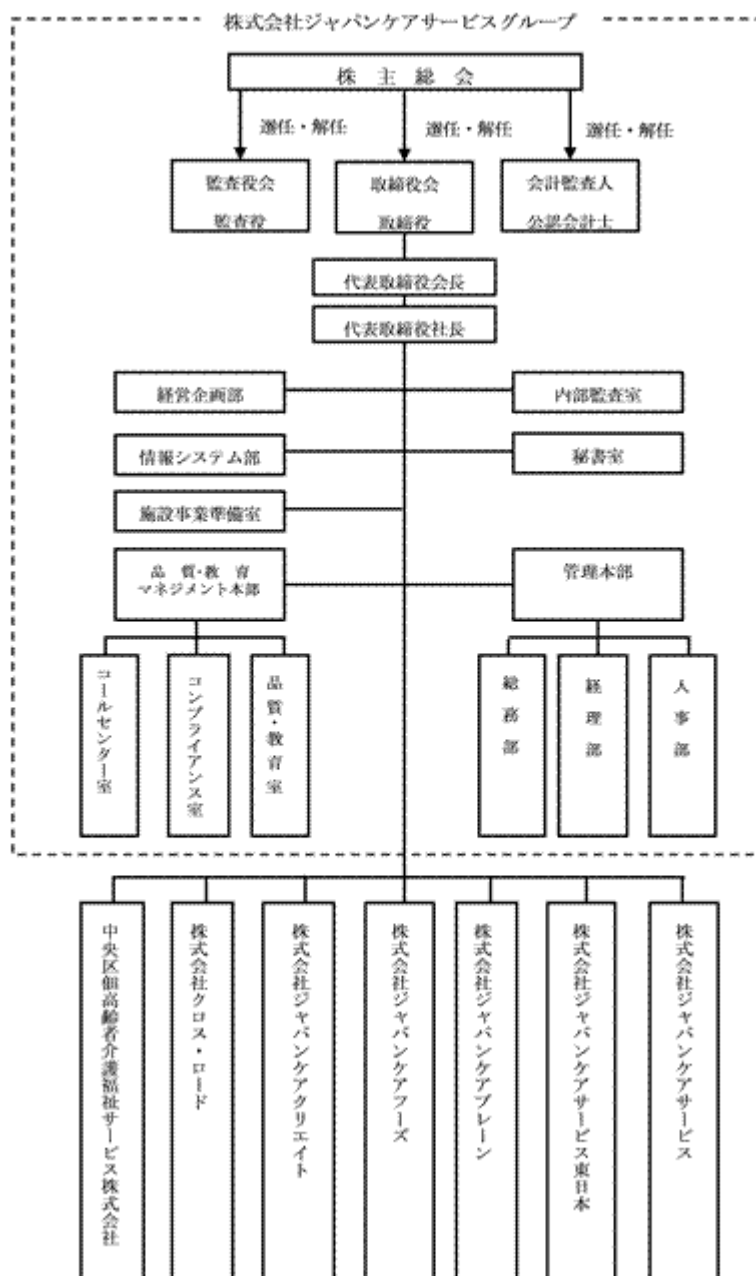 株式会社ジャパンケアサービスグループ
株 主 総 会
選任・解任
選任・解任
選任・解任
監査役会
監査役
取締役会
取締役
会計監査人
公認会計士
代表取締役会長
代表取締役社長
経営企画部
内部監査室
情報システム部
秘書室
施設事業準備室
品 質・教 育
マネジメント本部
管理本部
コールセンター室
コンプライアンス室
品質・教育室
総務部
経理部
人事部
中央区佃高齢者介護福祉サービス株式会社
株式会社クロス・ロード
株式会社ジャパンケアクリエイト
株式会社ジャパンケアフーズ
株式会社ジャパンケアブレーン
株式会社ジャパンケアサービス東日本
株式会社ジャパンケアサービス